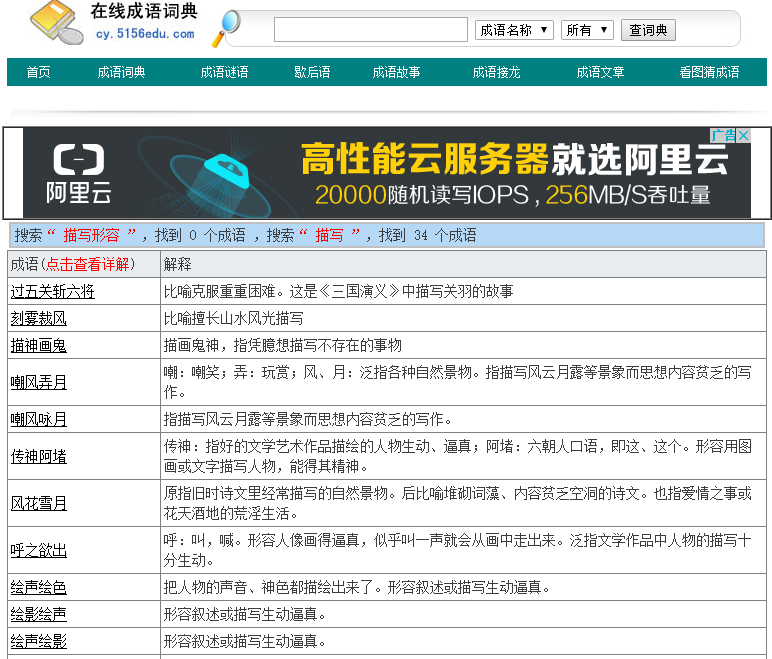 在线成语词典
cy.5156edu.com
成语名称 ▼ 所有 ▼ 查词典
首页 成语词典 成语谜语 歇后语 成语故事 成语接龙 成语文章 看图猜成语
广告
阿里云
高性能云服务器就选阿里云
20000随机读写IOPS , 256MB/S吞吐量
搜索“ 描写形容 ”，找到 0 个成语 ，搜索“ 描写 ”，找到 34 个成语
成语(点击查看详解) 解释
过五关斩六将 比喻克服重重困难。这是《三国演义》中描写关羽的故事
刻雾裁风 比喻擅长山水风光描写
描神画鬼 描画鬼神，指凭臆想描写不存在的事物
嘲风弄月 嘲：嘲笑；弄：玩赏；风、月：泛指各种自然景物。指描写风云月露等景象而思想内容贫乏的写
作。
嘲风咏月 指描写风云月露等景象而思想内容贫乏的写作。
传神阿堵 传神：指好的文学艺术作品描绘的人物生动、逼真；阿堵：六朝人口语，即这、这个。形容用图
画或文字描写人物，能得其精神。
风花雪月 原指旧时诗文里经常描写的自然景物。后比喻堆砌词藻、内容贫乏空洞的诗文。也指爱情之事或
花天酒地的荒淫生活。
呼之欲出 呼：叫，喊。形容人像画得逼真，似乎叫一声就会从画中走出来。泛指文学作品中人物的描写十
分生动。
绘声绘色 把人物的声音、神色都描绘出来了。形容叙述或描写生动逼真。
绘影绘声 形容叙述或描写生动逼真。
绘声绘影 形容叙述或描写生动逼真。